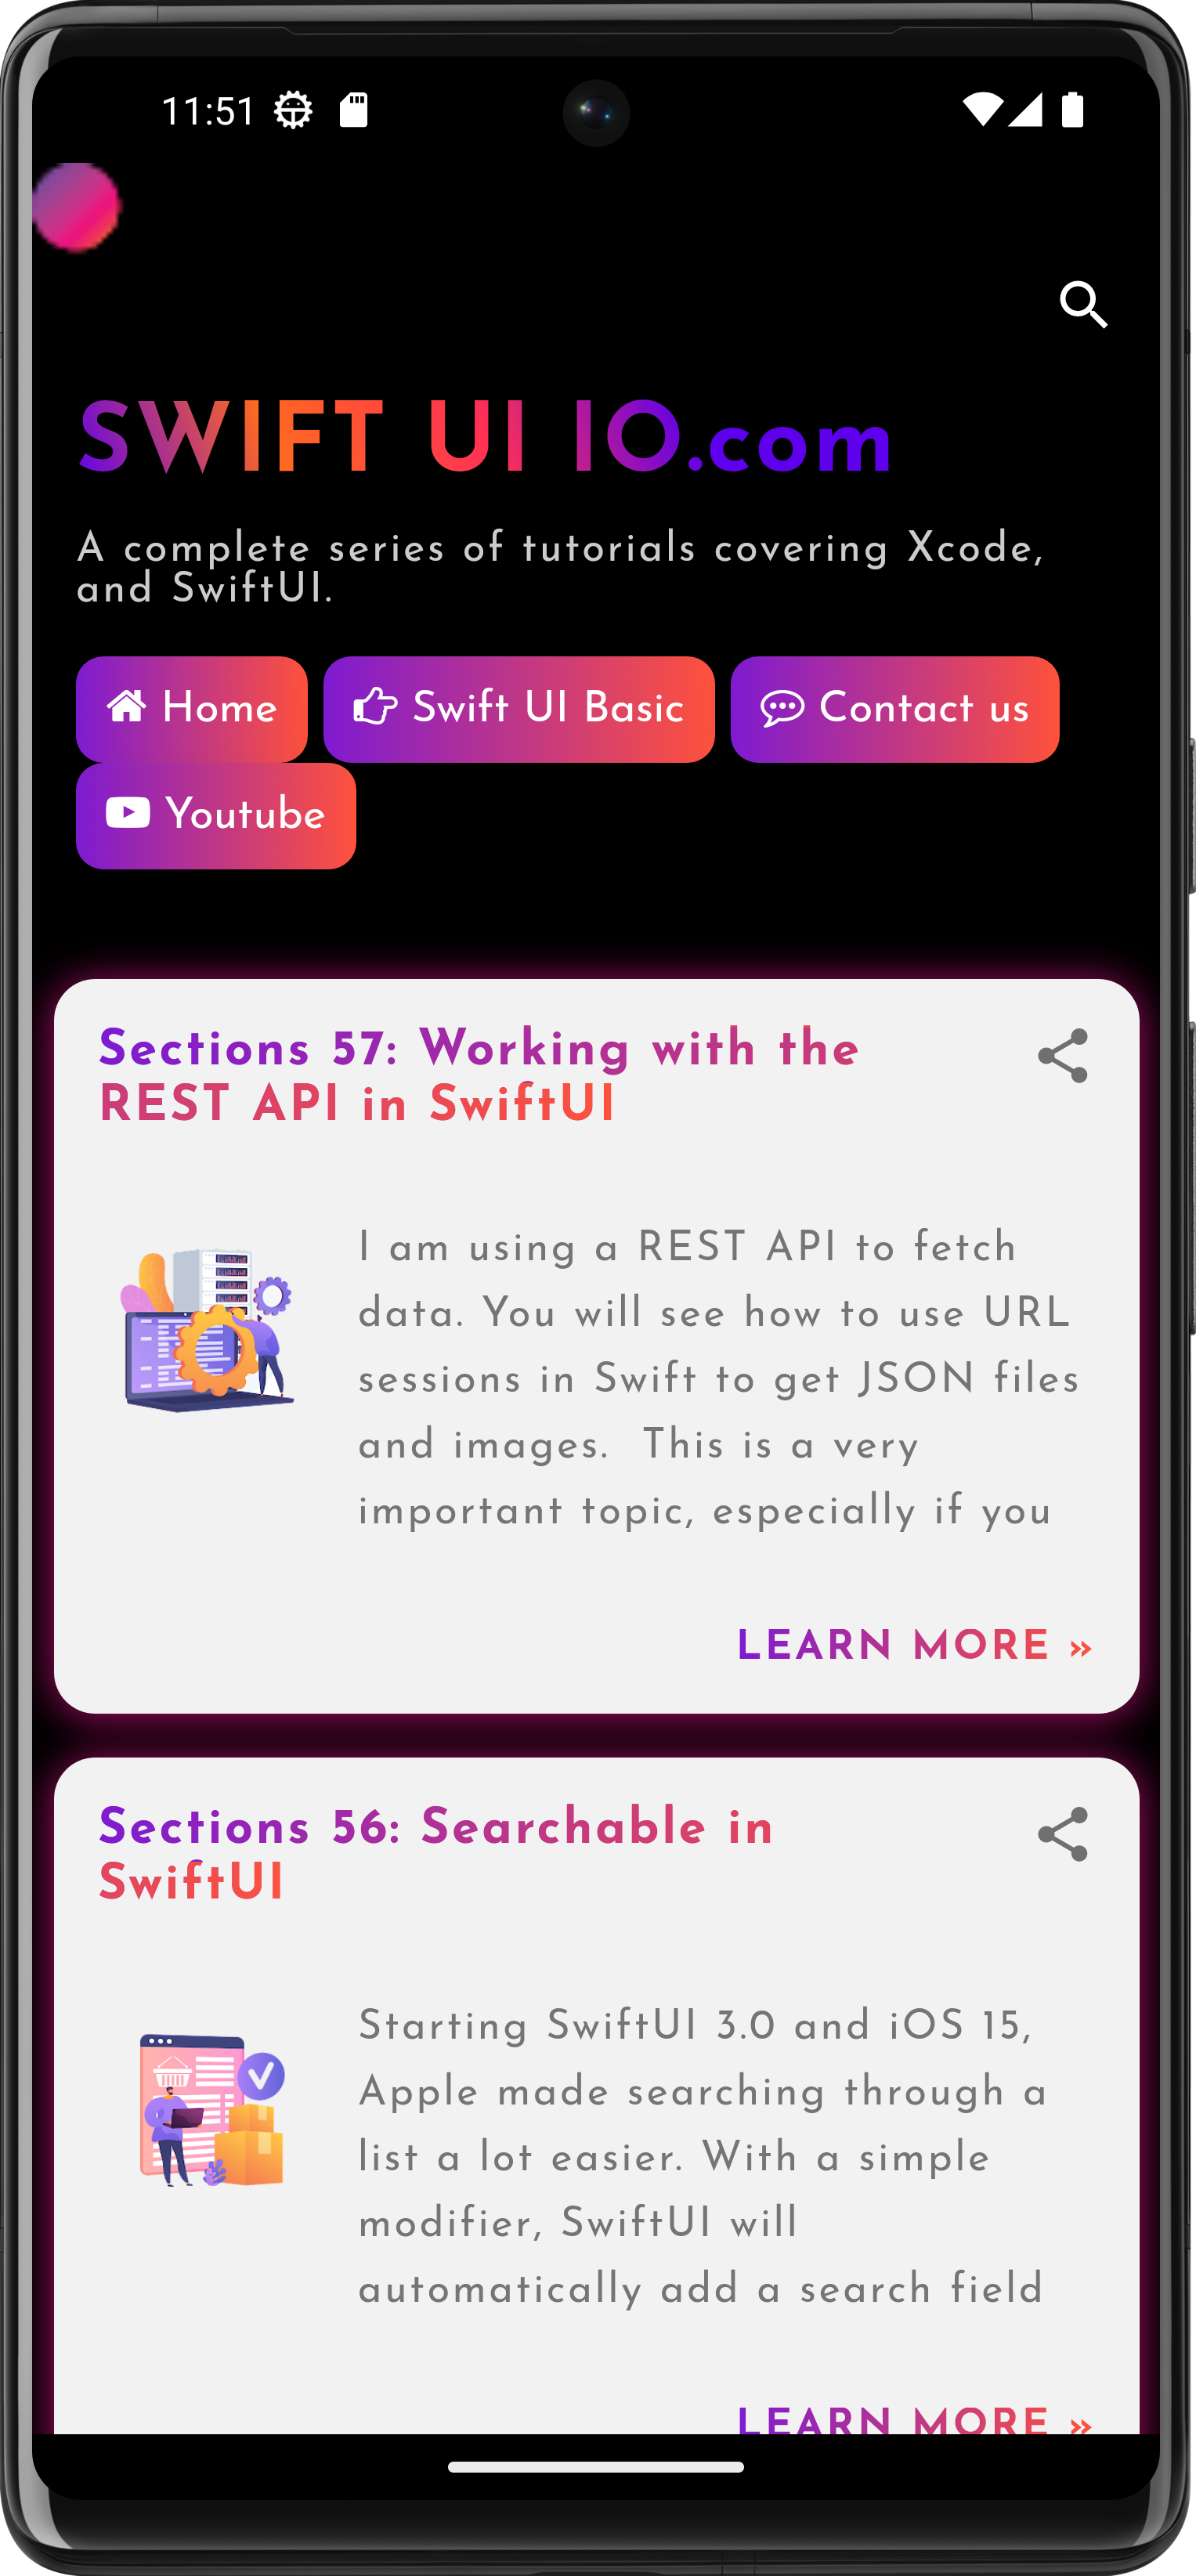 11:51
SWIFT UI IO.com
A complete series of tutorials covering Xcode,
and SwiftUI.
Home
Swift UI Basic
Contact us
Youtube
Sections 57: Working with the
REST API in SwiftUI
I am using a REST API to fetch
data. You will see how to use URL
sessions in Swift to get JSON files
and images.  This is a very
important topic, especially if you
LEARN MORE »
Sections 56: Searchable in
SwiftUI
Starting SwiftUI 3.0 and iOS 15,
Apple made searching through a
list a lot easier. With a simple
modifier, SwiftUI will
automatically add a search field
LEARN MORE »